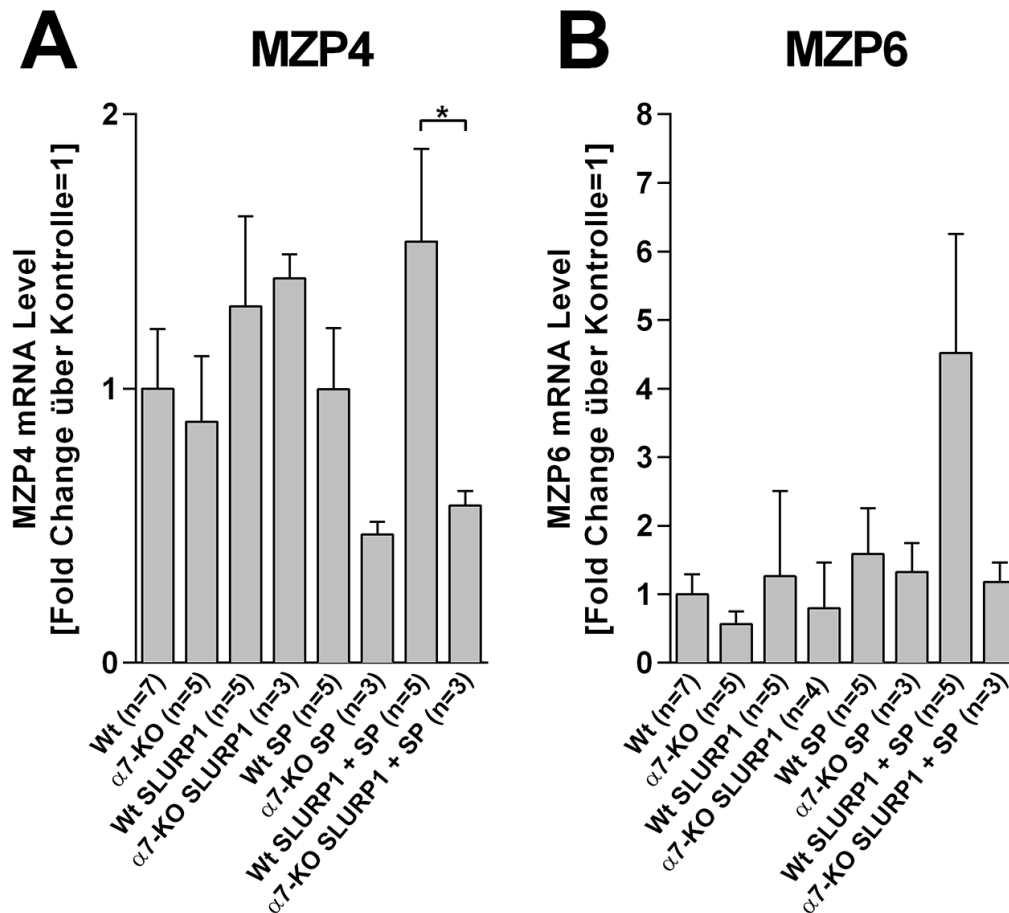 A
MZP4
MZP4 mRNA Level
[Fold Change über Kontrolle=1]
2
1
0
*
Wt (n=7)
α7-KO (n=5)
Wt SLURP1 (n=5)
α7-KO SLURP1 (n=3)
Wt SP (n=5)
α7-KO SP (n=3)
Wt SLURP1 + SP (n=5)
α7-KO SLURP1 + SP (n=3)
B
MZP6
MZP6 mRNA Level
[Fold Change über Kontrolle=1]
8
7
6
5
4
3
2
1
0
Wt (n=7)
α7-KO (n=5)
Wt SLURP1 (n=5)
α7-KO SLURP1 (n=4)
Wt SP (n=5)
α7-KO SP (n=3)
Wt SLURP1 + SP (n=5)
α7-KO SLURP1 + SP (n=3)